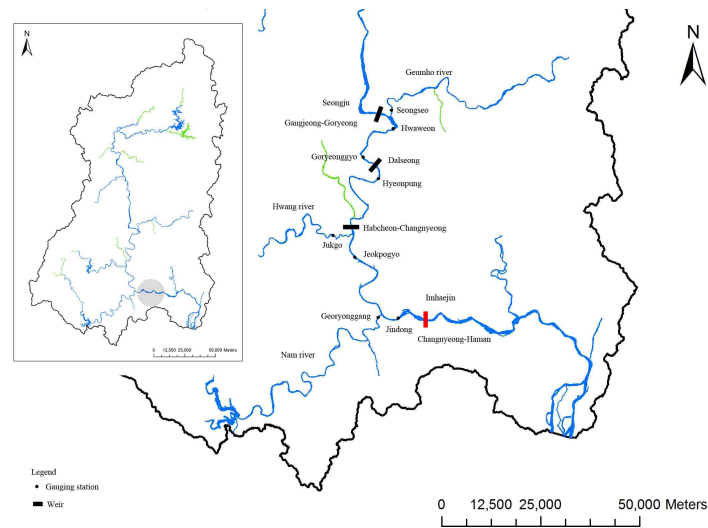 N
0 12,500 25,000 50,000 Meters
N
Geumho river
Seongju
Seongseo
Gangjeong-Goryeong
Hwaweon
Goryeonggyo
Dalseong
Hyeonpung
Hwang river
Habcheon-Changnyeong
Jukgo
Jeokpogyo
Imhaejin
Georyonggang
Jindong
Changnyeong-Haman
Nam river
Legend
Gauging station
Weir
0 12,500 25,000 50,000 Meters